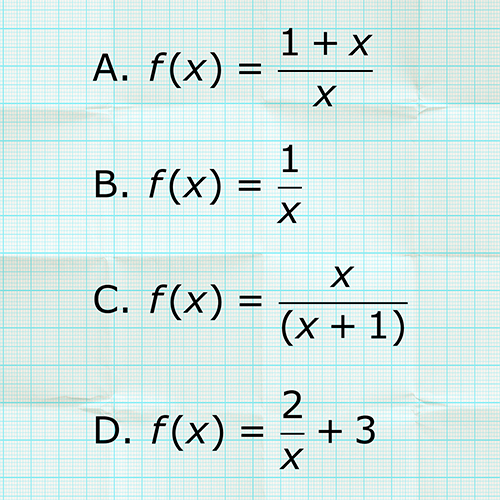 A. f(x) = (1 + x)/x
B. f(x) = 1/x
C. f(x) = x/(x + 1)
D. f(x) = 2/x + 3